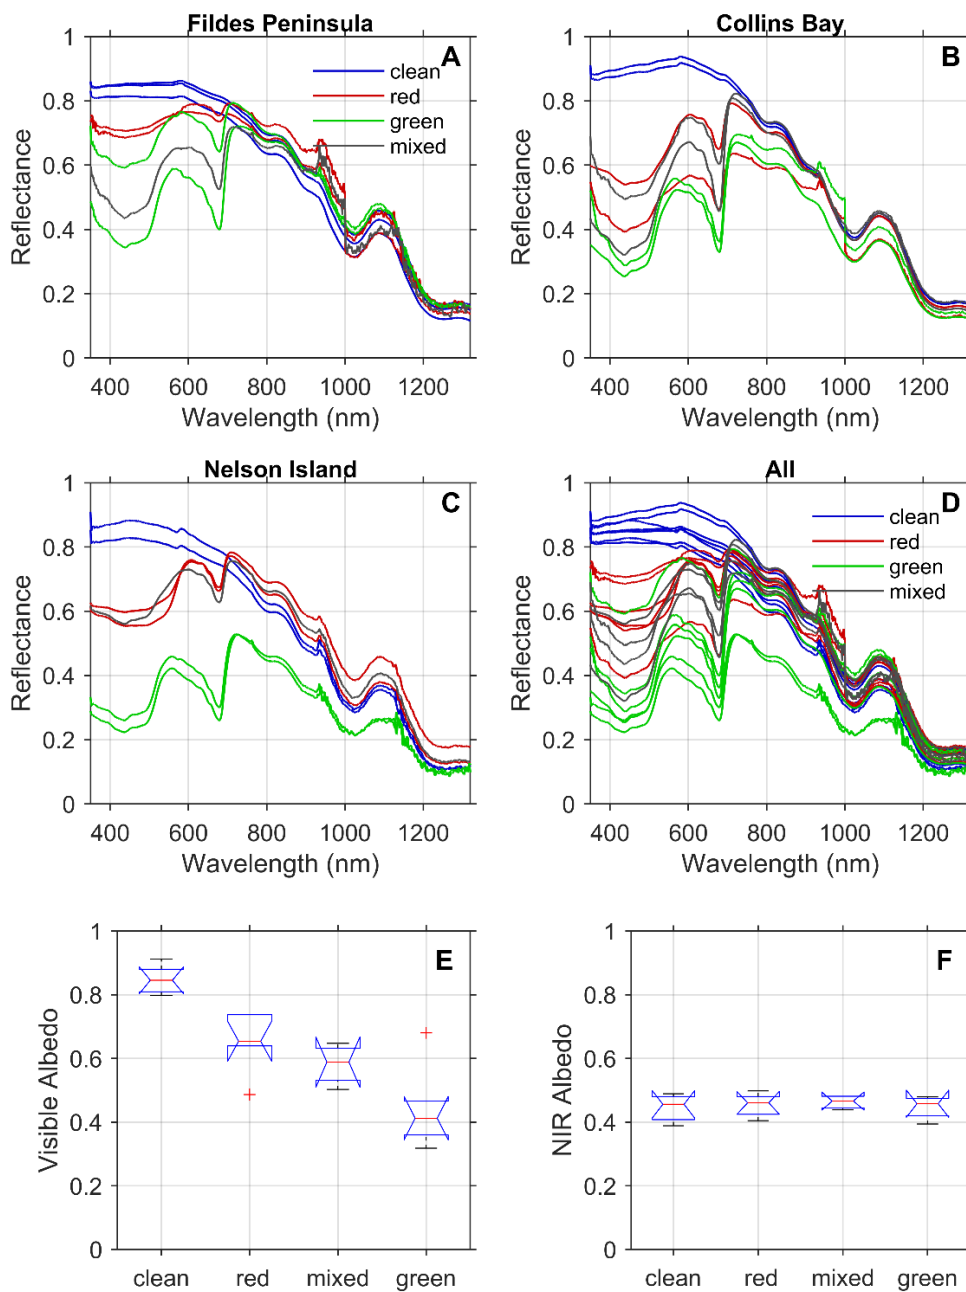 Fildes Peninsula
Collins Bay
1
0.8
0.6
0.4
0.2
0
A
clean
red
green
mixed
Reflectance
400 600 800 1000 1200
Wavelength (nm)
1
0.8
0.6
0.4
0.2
0
B
Reflectance
400 600 800 1000 1200
Wavelength (nm)
Nelson Island
All
1
0.8
0.6
0.4
0.2
0
C
Reflectance
400 600 800 1000 1200
Wavelength (nm)
1
0.8
0.6
0.4
0.2
0
D
clean
red
green
mixed
Reflectance
400 600 800 1000 1200
Wavelength (nm)
1
0.8
0.6
0.4
0.2
0
E
Visible Albedo
clean red mixed green
1
0.8
0.6
0.4
0.2
0
F
NIR Albedo
clean red mixed green